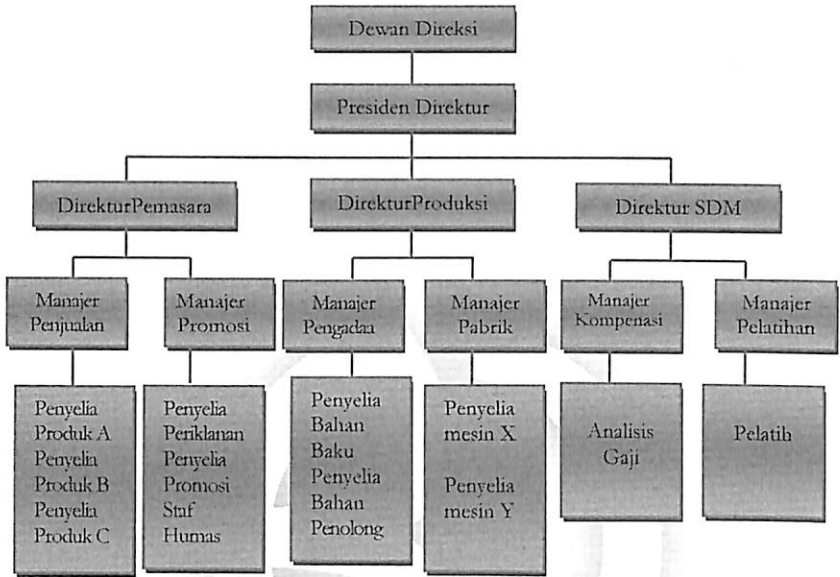 Dewan Direksi
Presiden Direktur
DirekturPemasara
DirekturProduksi
Direktur SDM
Manajer
Penjualan
Manajer
Promosi
Manajer
Pengadaa
Manajer
Pabrik
Manajer
Kompenasi
Manajer
Pelatihan
Penyelia
Produk A
Penyelia
Produk B
Penyelia
Produk C
Penyelia
Periklanan
Penyelia
Promosi
Staf
Humas
Penyelia
Bahan
Baku
Penyelia
Bahan
Penolong
Penyelia
mesin X
Penyelia
mesin Y
Analisis
Gaji
Pelatih